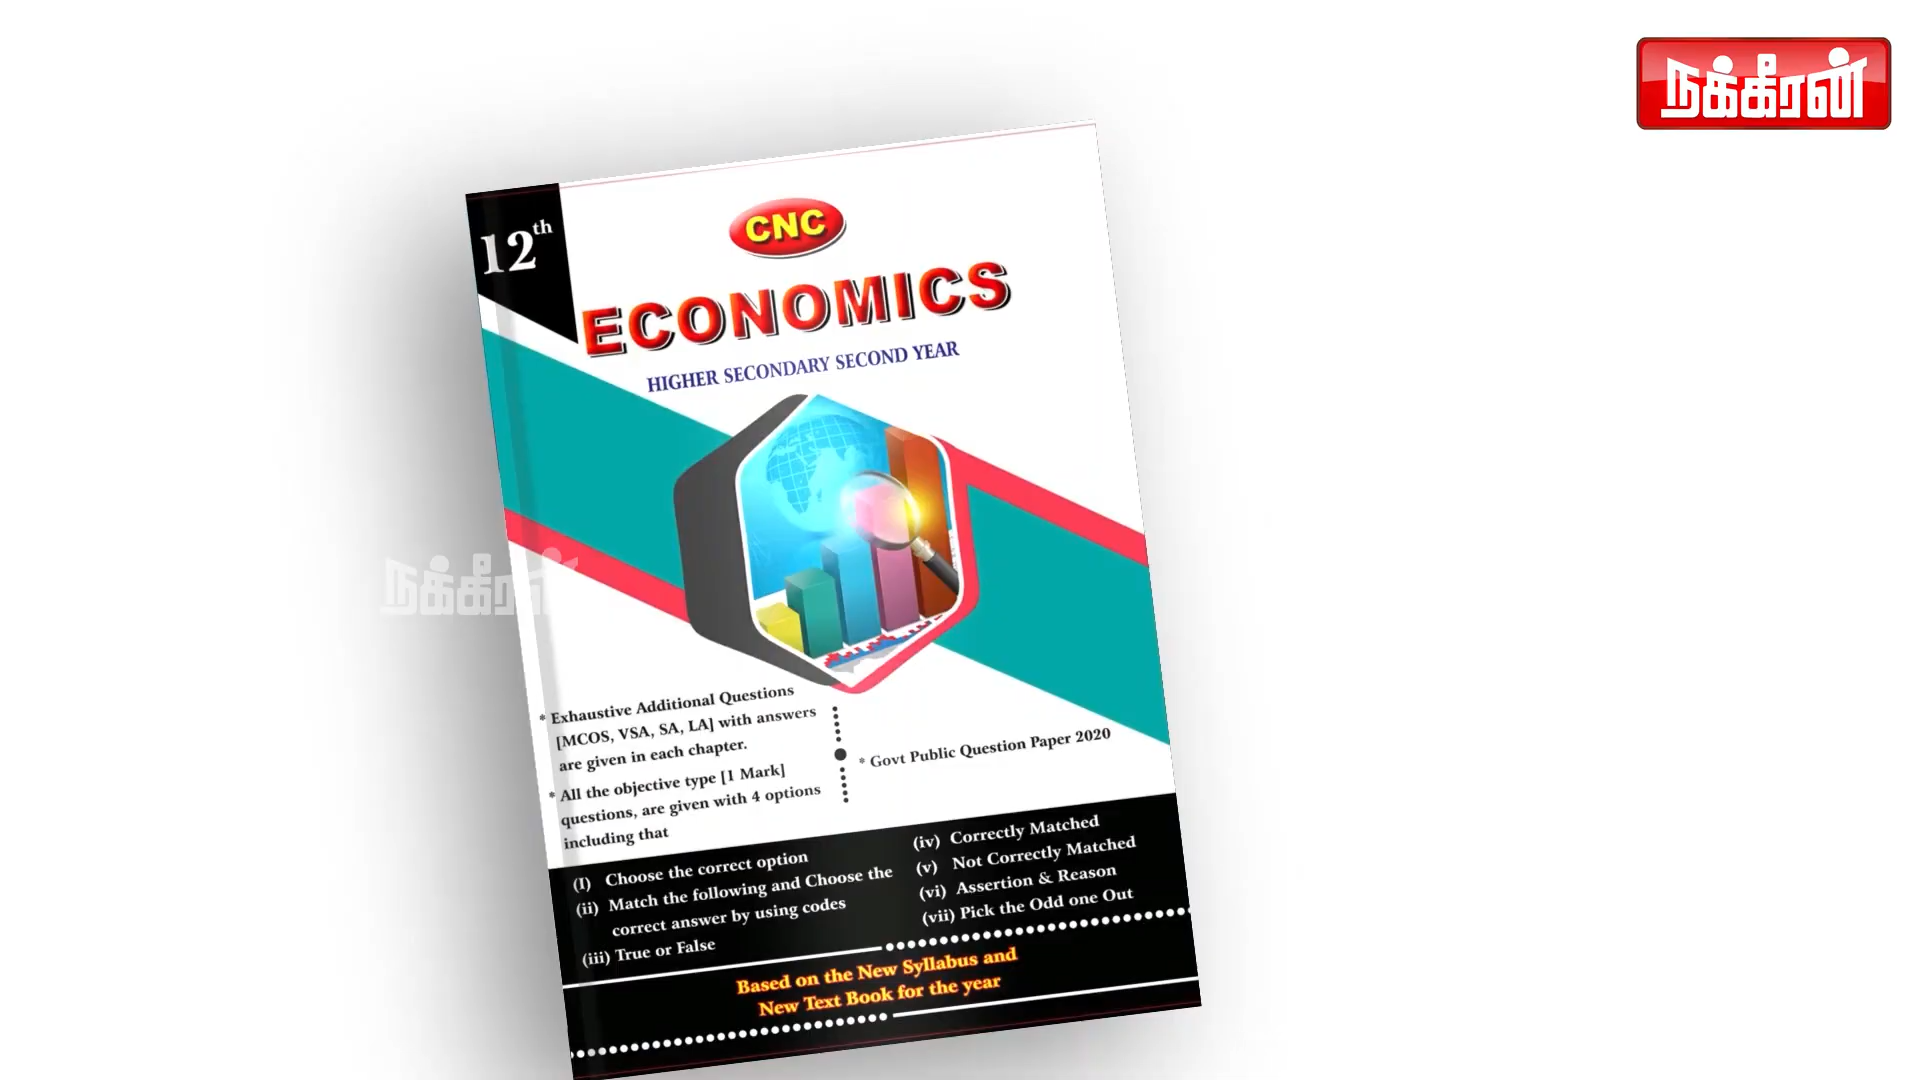 நக்கீரன்
12th
CNC
ECONOMICS
HIGHER SECONDARY SECOND YEAR
நக்கீரன்
* Exhaustive Additional Questions
[MCOS, VSA, SA, LA] with answers
are given in each chapter.
* All the objective type [1 Mark]
questions, are given with 4 options
including that
* Govt Public Question Paper 2020
(I) Choose the correct option
(ii) Match the following and Choose the
correct answer by using codes
(iii) True or False
(iv) Correctly Matched
(v) Not Correctly Matched
(vi) Assertion & Reason
(vii) Pick the Odd one Out
Based on the New Syllabus and
New Text Book for the year